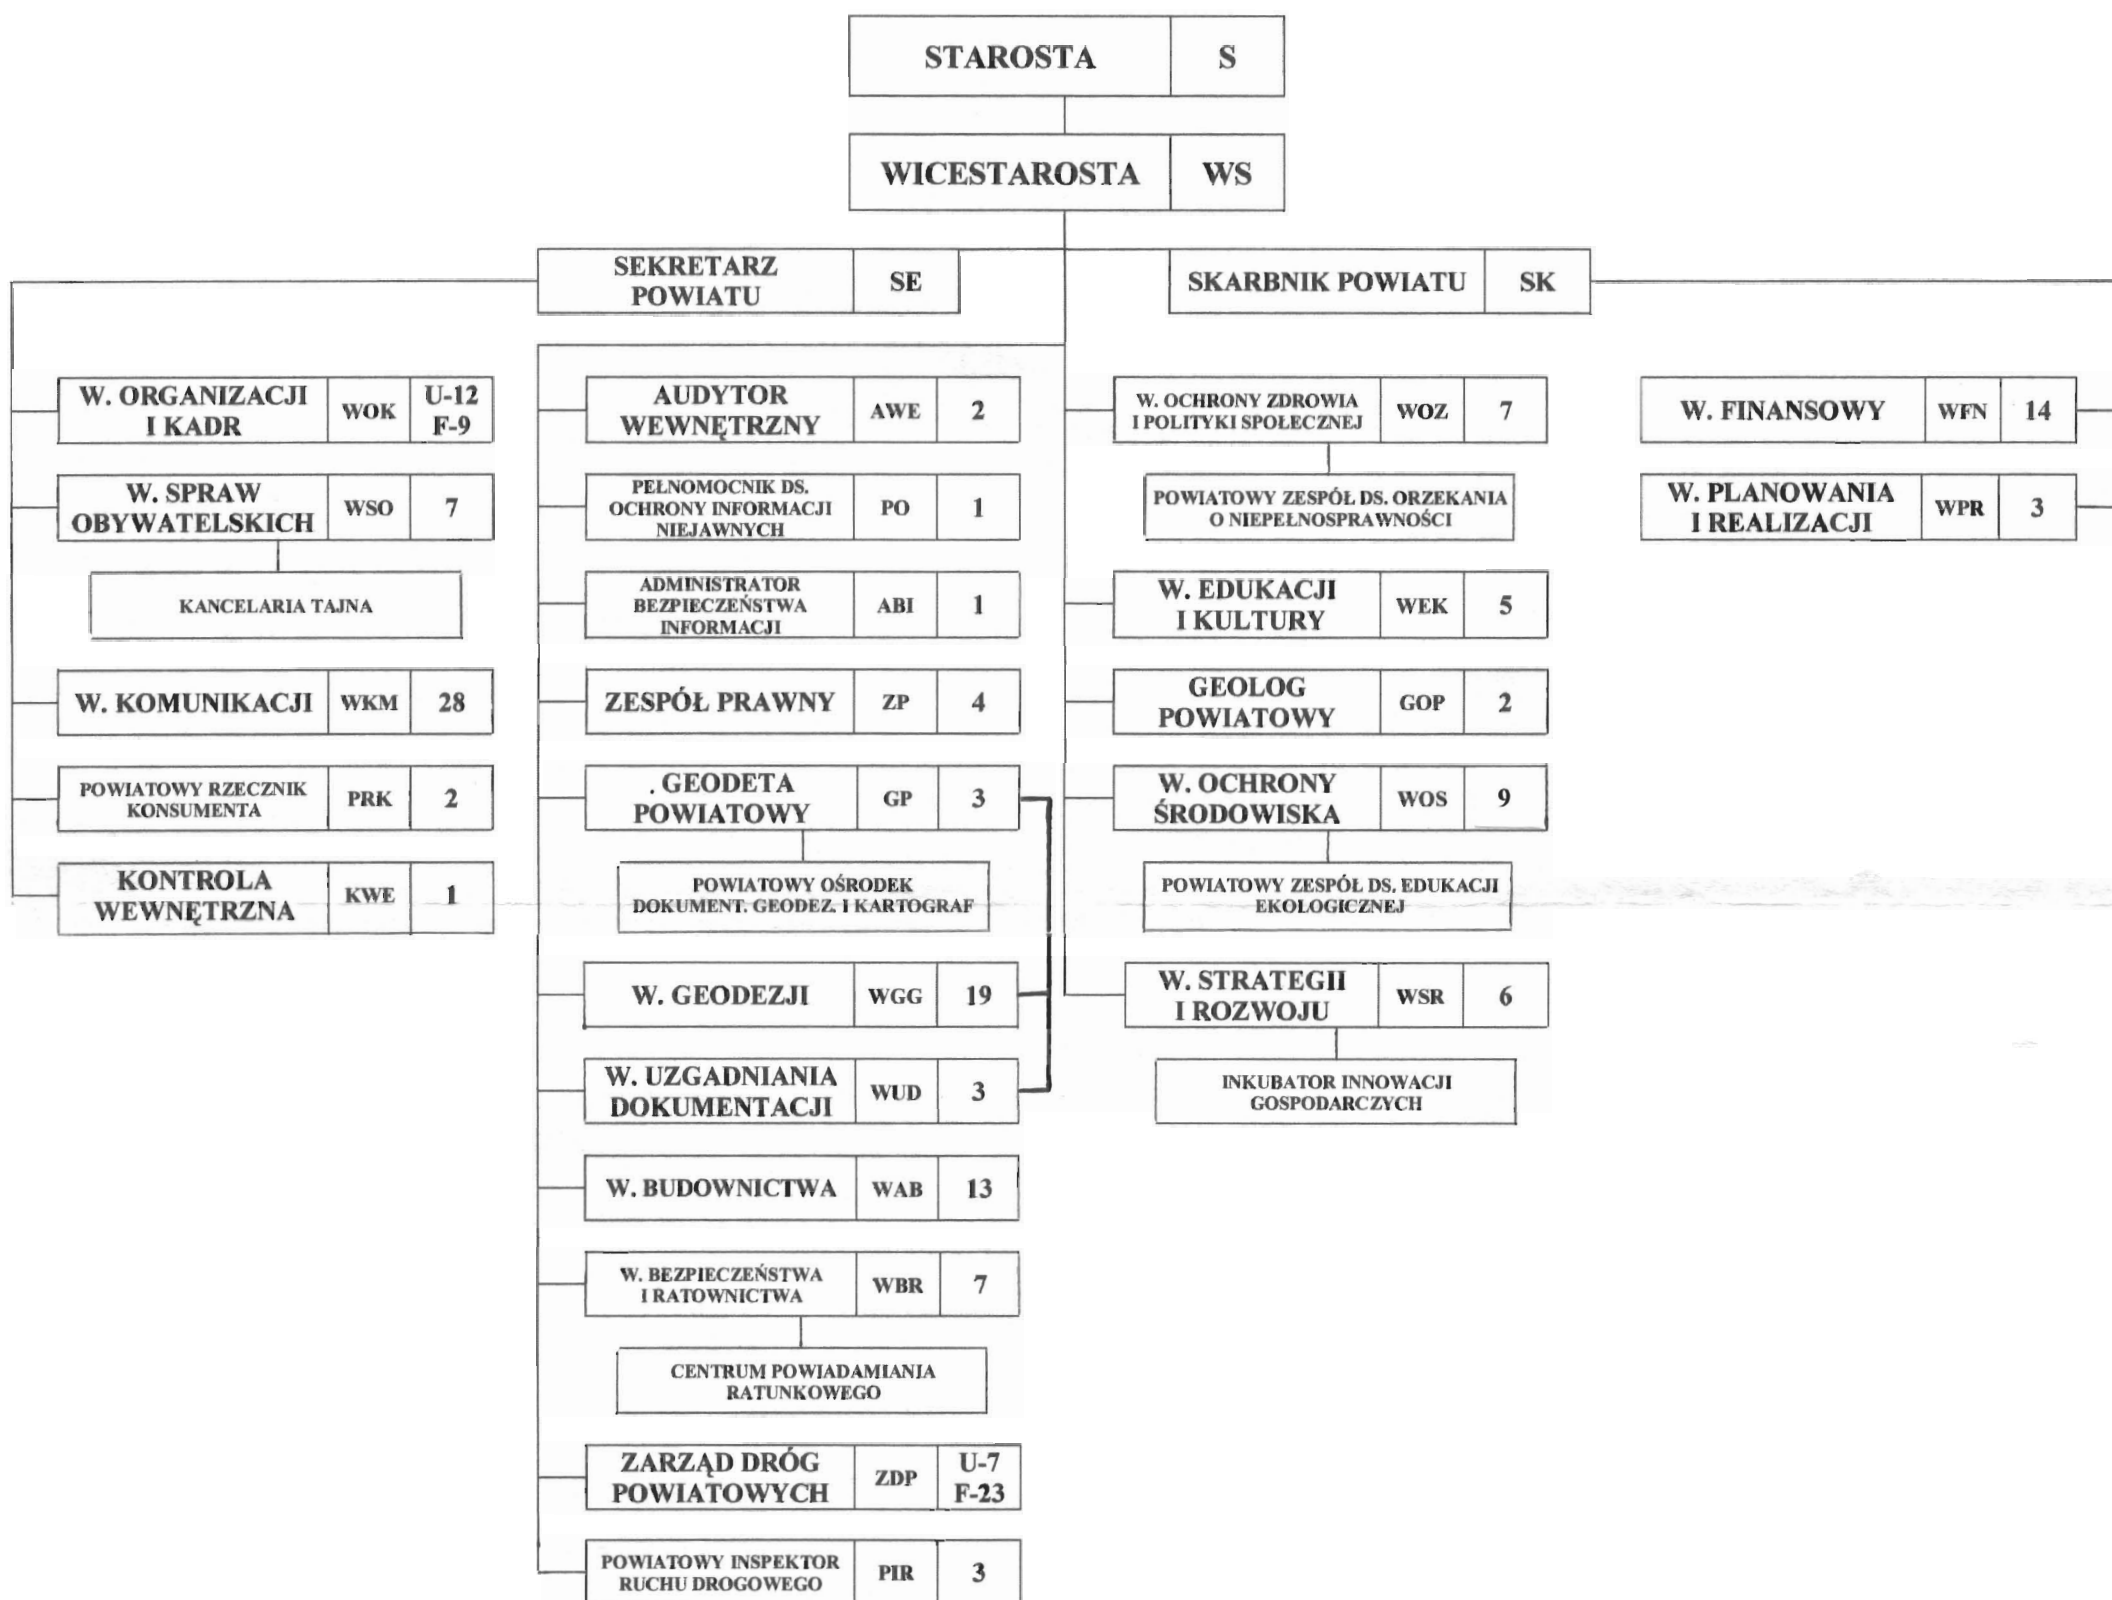 STAROSTA S
WICESTAROSTA WS
SEKRETARZ
POWIATU
SE
SKARBNIK POWIATU SK
W. ORGANIZACJI
I KADR
WOK
U-12
F-9
W. SPRAW
OBYWATELSKICH
WSO 7
KANCELARIA TAJNA
W. KOMUNIKACJI WKM 28
POWIATOWY RZECZNIK
KONSUMENTA
PRK 2
KONTROLA
WEWNĘTRZNA
KWE 1
AUDYTOR
WEWNĘTRZNY
AWE 2
PEŁNOMOCNIK DS.
OCHRONY INFORMACJI
NIEJAWNYCH
PO 1
ADMINISTRATOR
BEZPIECZEŃSTWA
INFORMACJI
ABI 1
ZESPÓŁ PRAWNY ZP 4
. GEODETA
POWIATOWY
GP 3
POWIATOWY OŚRODEK
DOKUMENT. GEODEZ. I KARTOGRAF
W. GEODEZJI WGG 19
W. UZGADNIANIA
DOKUMENTACJI
WUD 3
W. BUDOWNICTWA WAB 13
W. BEZPIECZEŃSTWA
I RATOWNICTWA
WBR 7
CENTRUM POWIADAMIANIA
RATUNKOWEGO
ZARZĄD DRÓG
POWIATOWYCH
ZDP
U-7
F-23
POWIATOWY INSPEKTOR
RUCHU DROGOWEGO
PIR 3
W. OCHRONY ZDROWIA
I POLITYKI SPOŁECZNEJ
WOZ 7
POWIATOWY ZESPÓŁ DS. ORZEKANIA
O NIEPEŁNOSPRAWNOŚCI
W. EDUKACJI
I KULTURY
WEK 5
GEOLOG
POWIATOWY
GOP 2
W. OCHRONY
ŚRODOWISKA
WOS 9
POWIATOWY ZESPÓŁ DS. EDUKACJI
EKOLOGICZNEJ
W. STRATEGII
I ROZWOJU
WSR 6
INKUBATOR INNOWACJI
GOSPODARCZYCH
W. FINANSOWY WFN 14
W. PLANOWANIA
I REALIZACJI
WPR 3